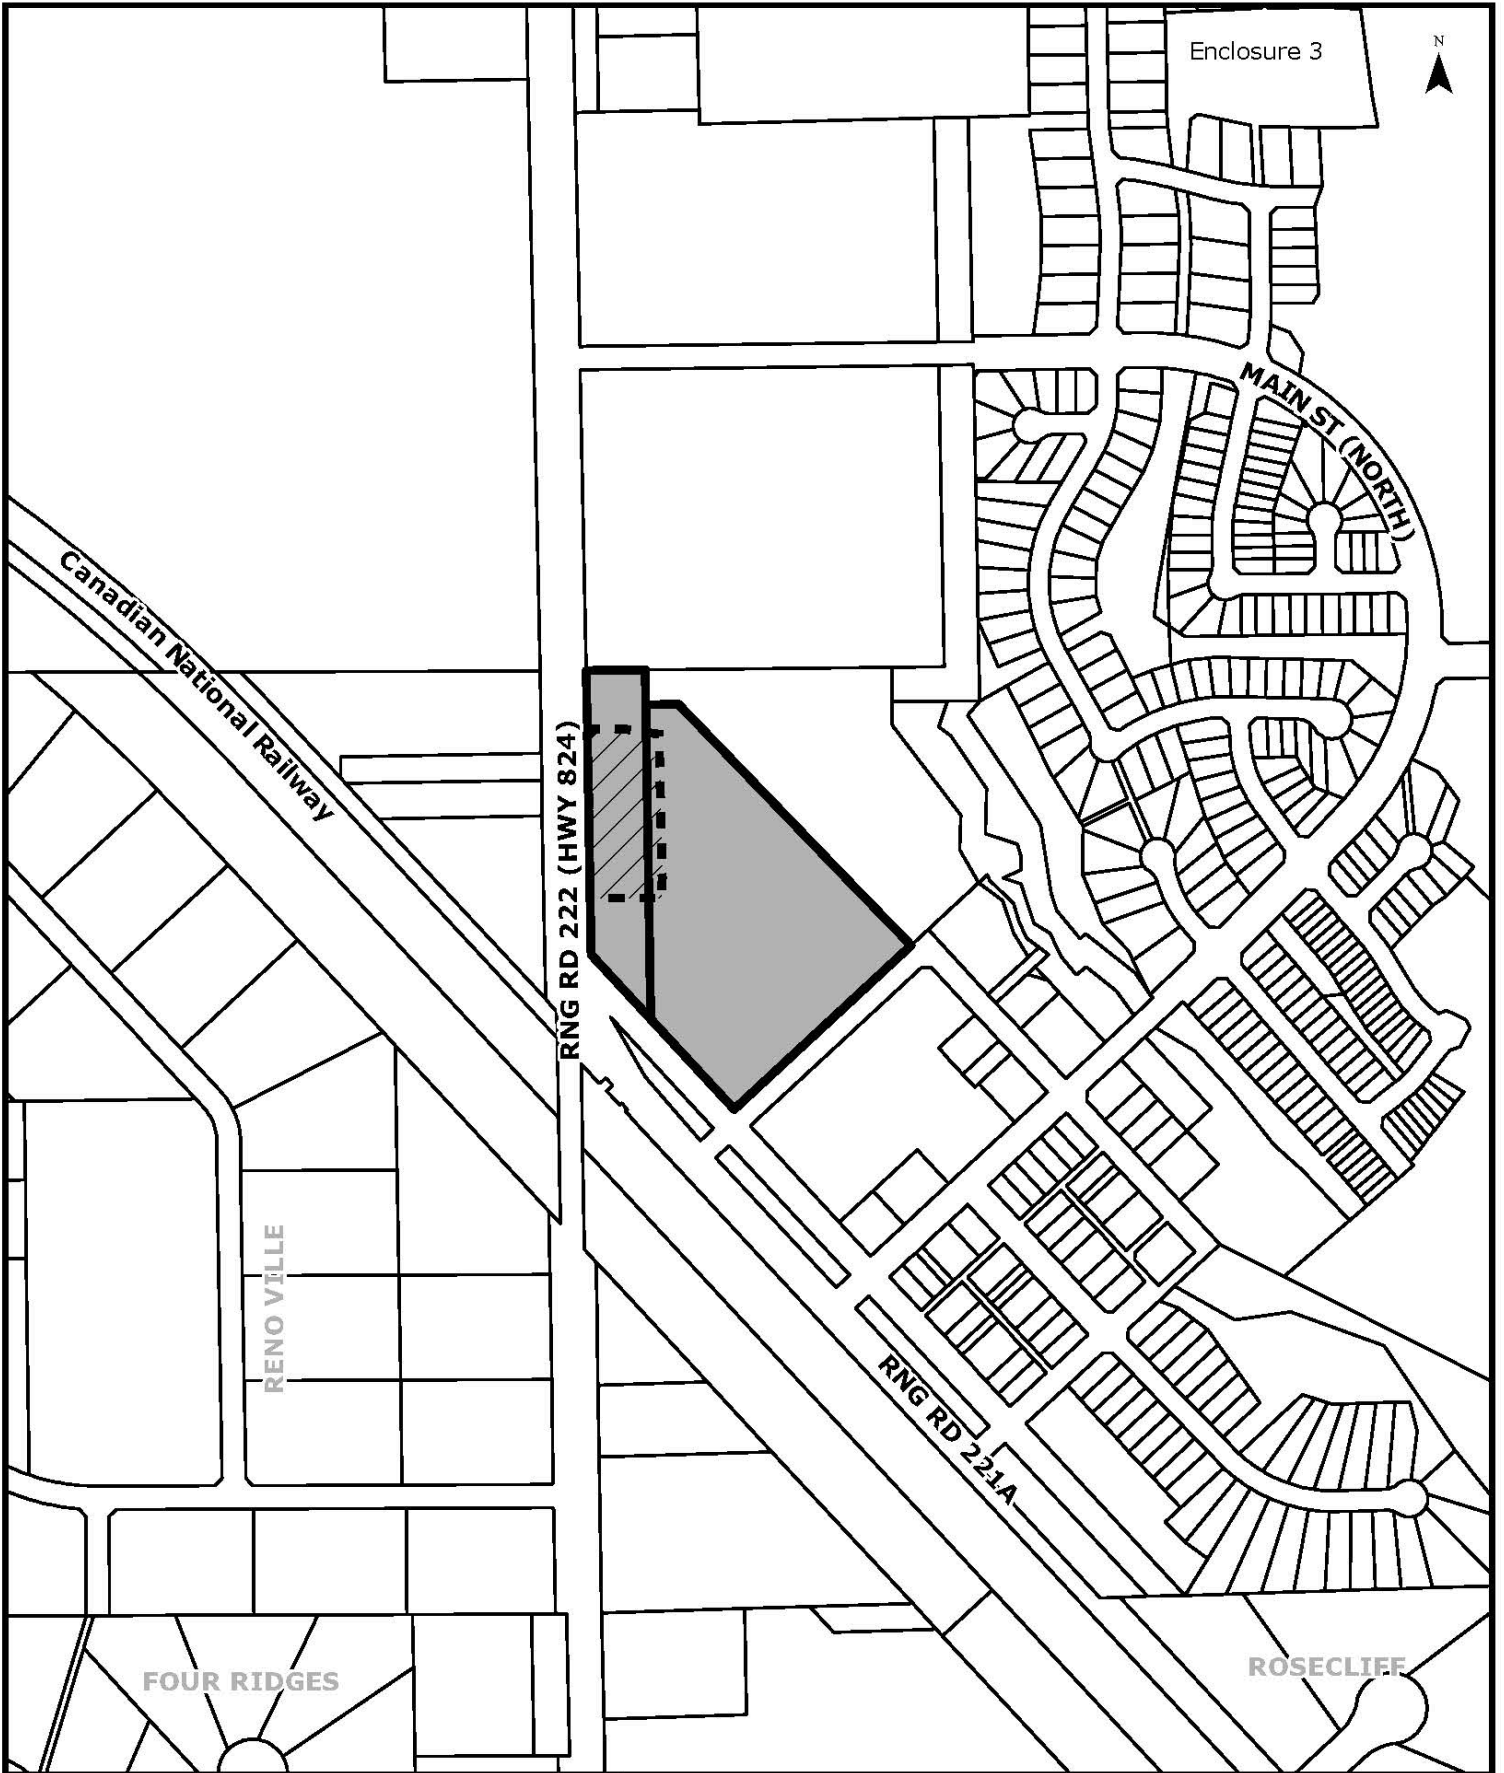 Enclosure 3
N
MAIN ST (NORTH)
Canadian National Railway
RNG RD 222 (HWY 824)
RENO VILLE
RNG RD 221A
FOUR RIDGES
ROSECLIFF